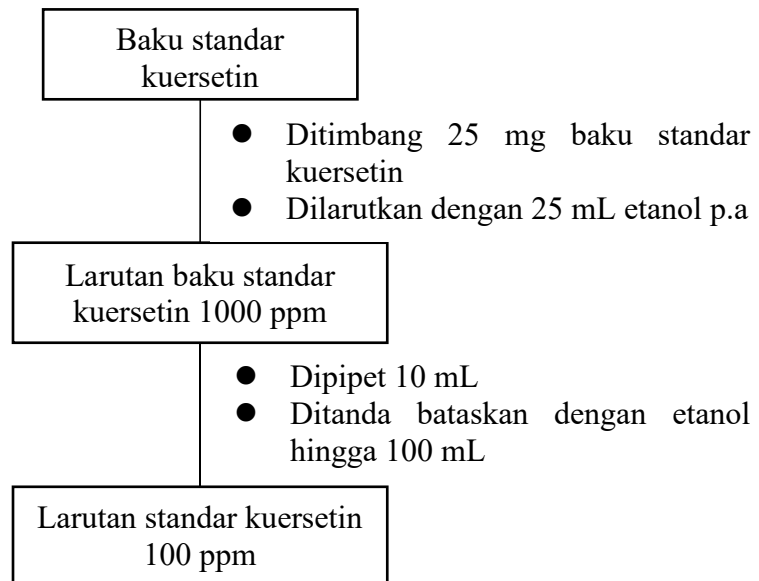 Baku standar
kuersetin
● Ditimbang 25 mg baku standar
kuersetin
● Dilarutkan dengan 25 mL etanol p.a
Larutan baku standar
kuersetin 1000 ppm
● Dipipet 10 mL
● Ditanda bataskan dengan etanol
hingga 100 mL
Larutan standar kuersetin
100 ppm